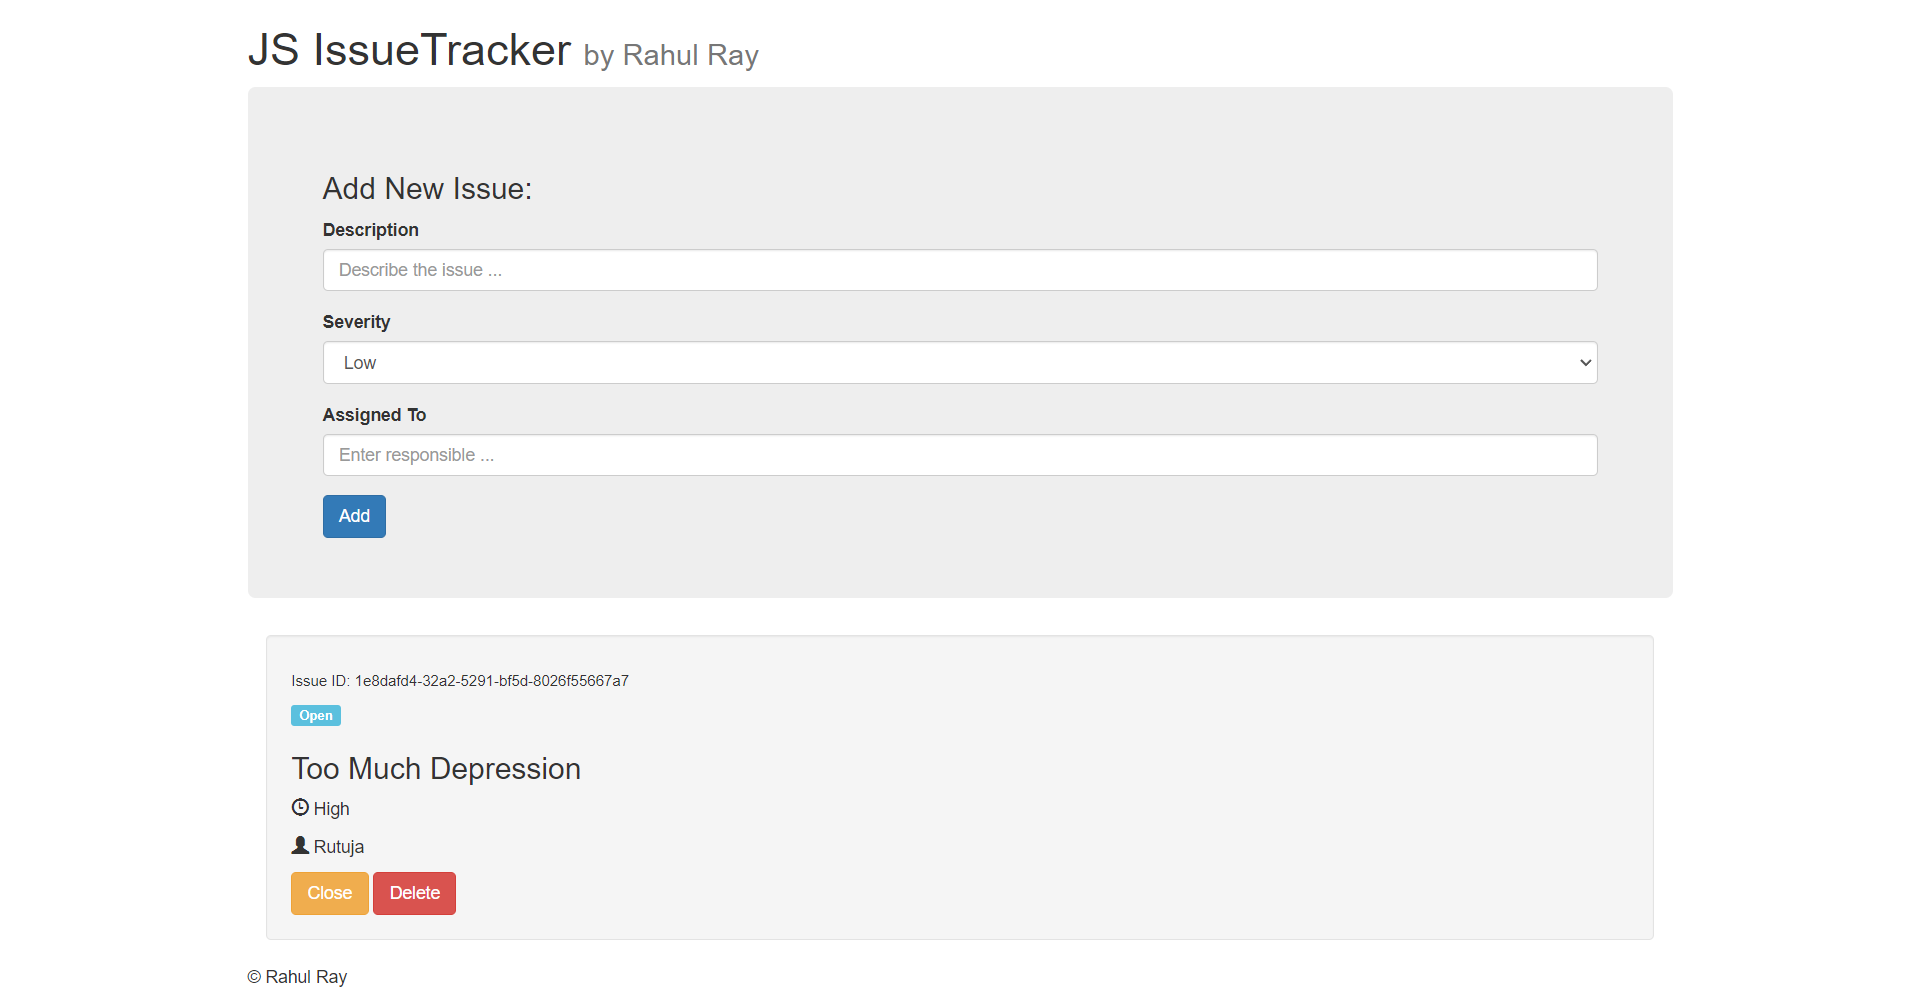 JS IssueTracker by Rahul Ray
Add New Issue:
Description
Describe the issue ...
Severity
Low
Assigned To
Enter responsible ...
Add
Issue ID: 1e8dafd4-32a2-5291-bf5d-8026f55667a7
Open
Too Much Depression
High
Rutuja
Close Delete
© Rahul Ray